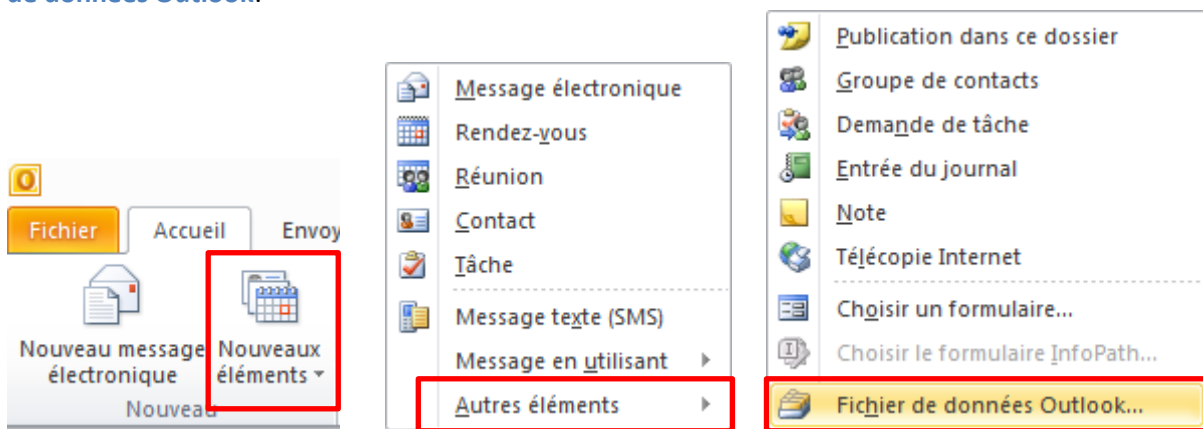 de données Outlook.
Fichier Accueil Envoy
Nouveau message
électronique
Nouveaux
éléments
Nouveau
Message électronique
Rendez-vous
Réunion
Contact
Tâche
Message texte (SMS)
Message en utilisant
Autres éléments
Publication dans ce dossier
Groupe de contacts
Demande de tâche
Entrée du journal
Note
Télécopie Internet
Choisir un formulaire...
Choisir le formulaire InfoPath...
Fichier de données Outlook...